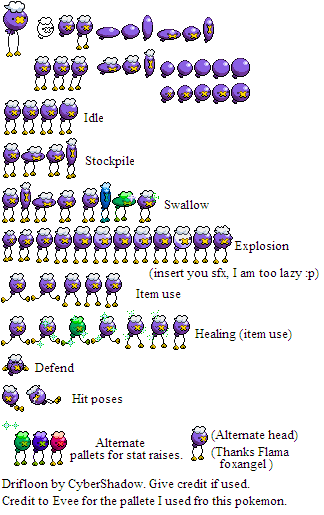 Idle
Stockpile
Swallow
Explosion
(insert you sfx, I am too lazy :p)
Item use
Healing (item use)
Defend
Hit poses
Alternate
pallets for stat raises.
(Alternate head)
(Thanks Flama
foxangel )
Drifloon by CyberShadow. Give credit if used.
Credit to Evee for the pallete I used fro this pokemon.